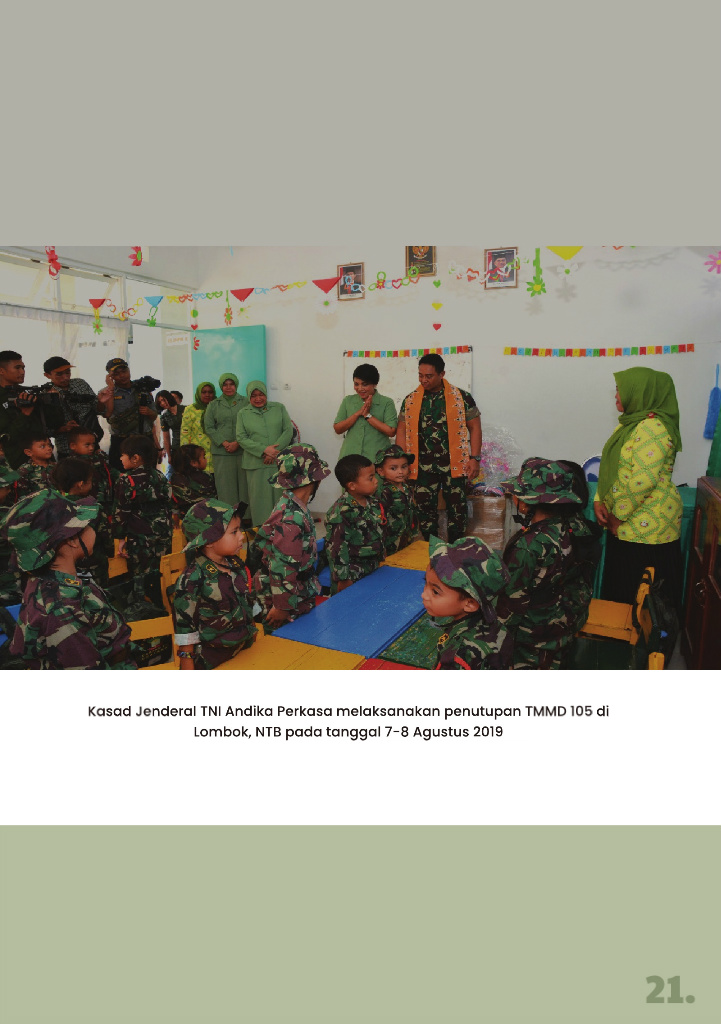 Kasad Jenderal TNI Andika Perkasa melaksanakan penutupan TMMD 105 di
Lombok, NTB pada tanggal 7-8 Agustus 2019
21.